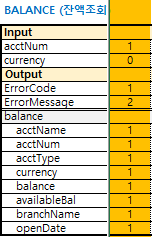 BALANCE (잔액조회
Input
acctNum 1
currency 0
Output
ErrorCode 1
ErrorMessage 2
balance
acctName 1
acctNum 1
acctType 1
currency 1
balance 1
availableBal 1
branchName 1
openDate 1